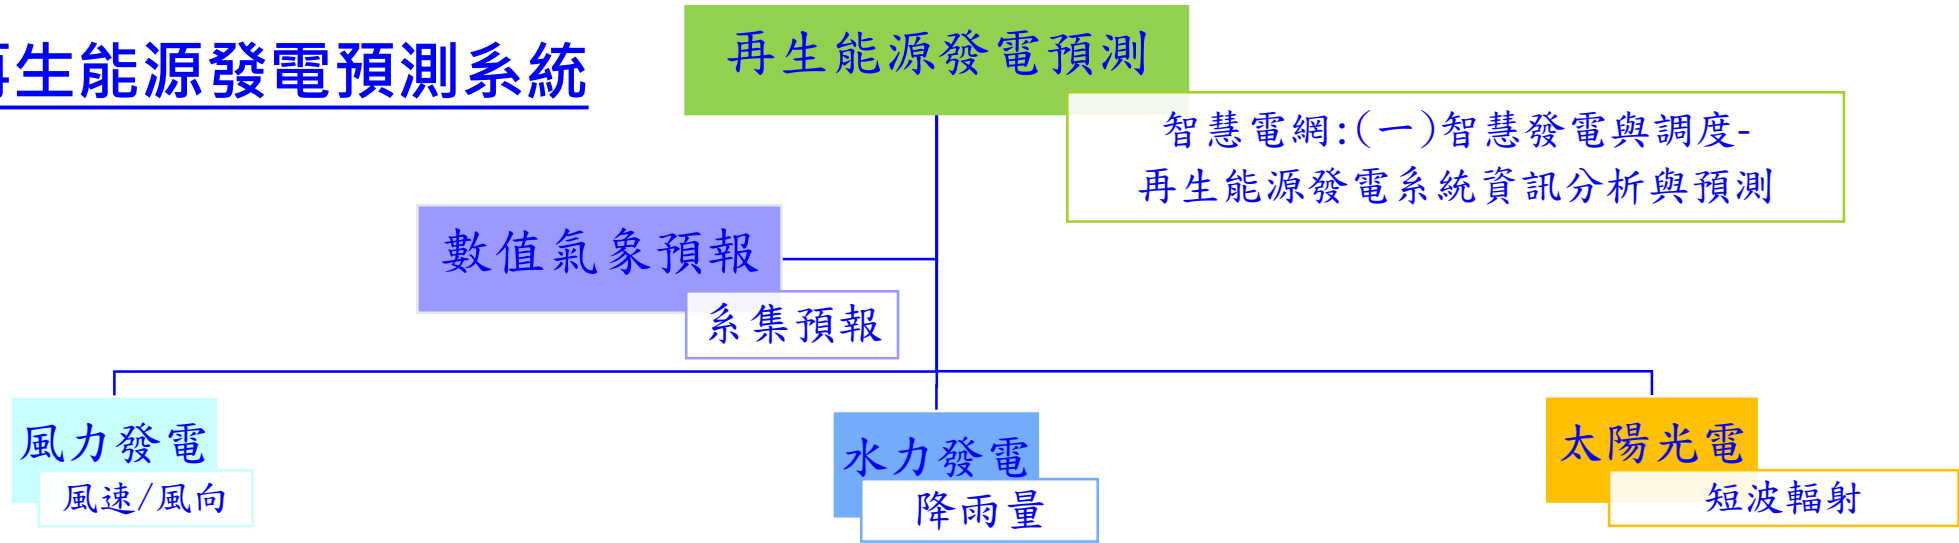 再生能源發電預測系統
再生能源發電預測
智慧電網:(一)智慧發電與調度-
再生能源發電系統資訊分析與預測
數值氣象預報
系集預報
風力發電
風速/風向
水力發電
降雨量
太陽光電
短波輻射